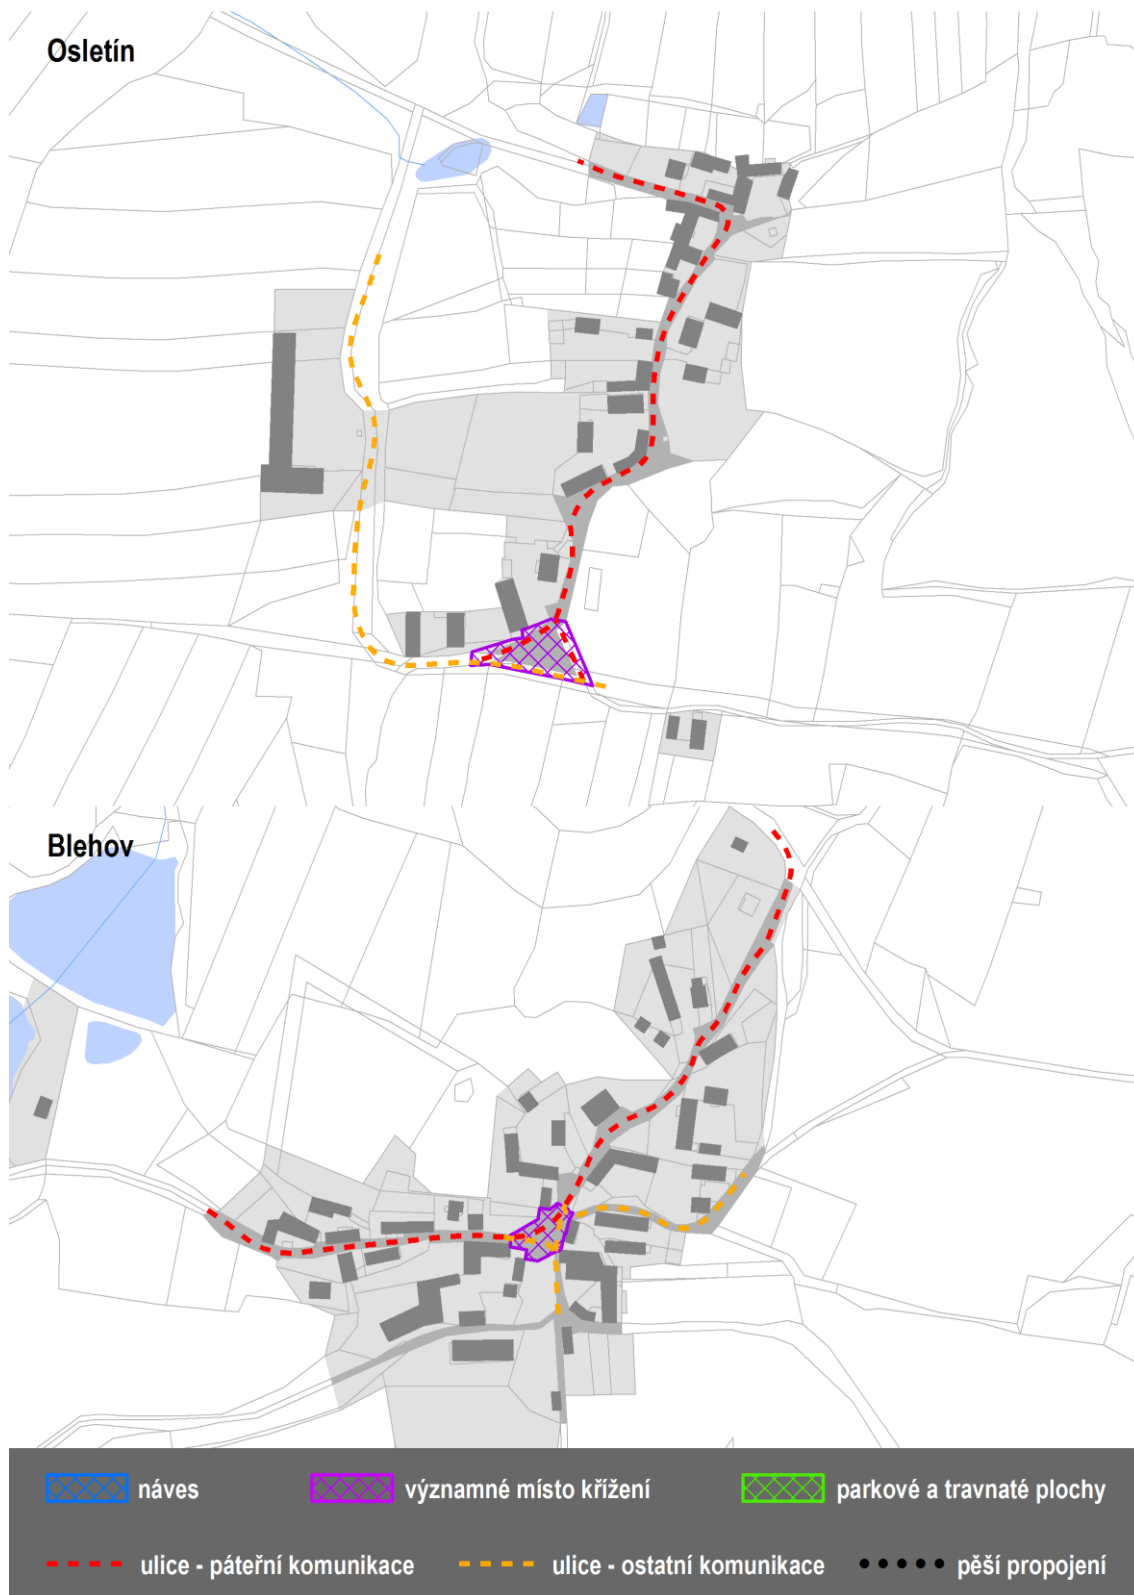 Osletín
Blehov
náves
významné místo křížení
parkové a travnaté plochy
ulice - páteřní komunikace
ulice - ostatní komunikace
pěší propojení